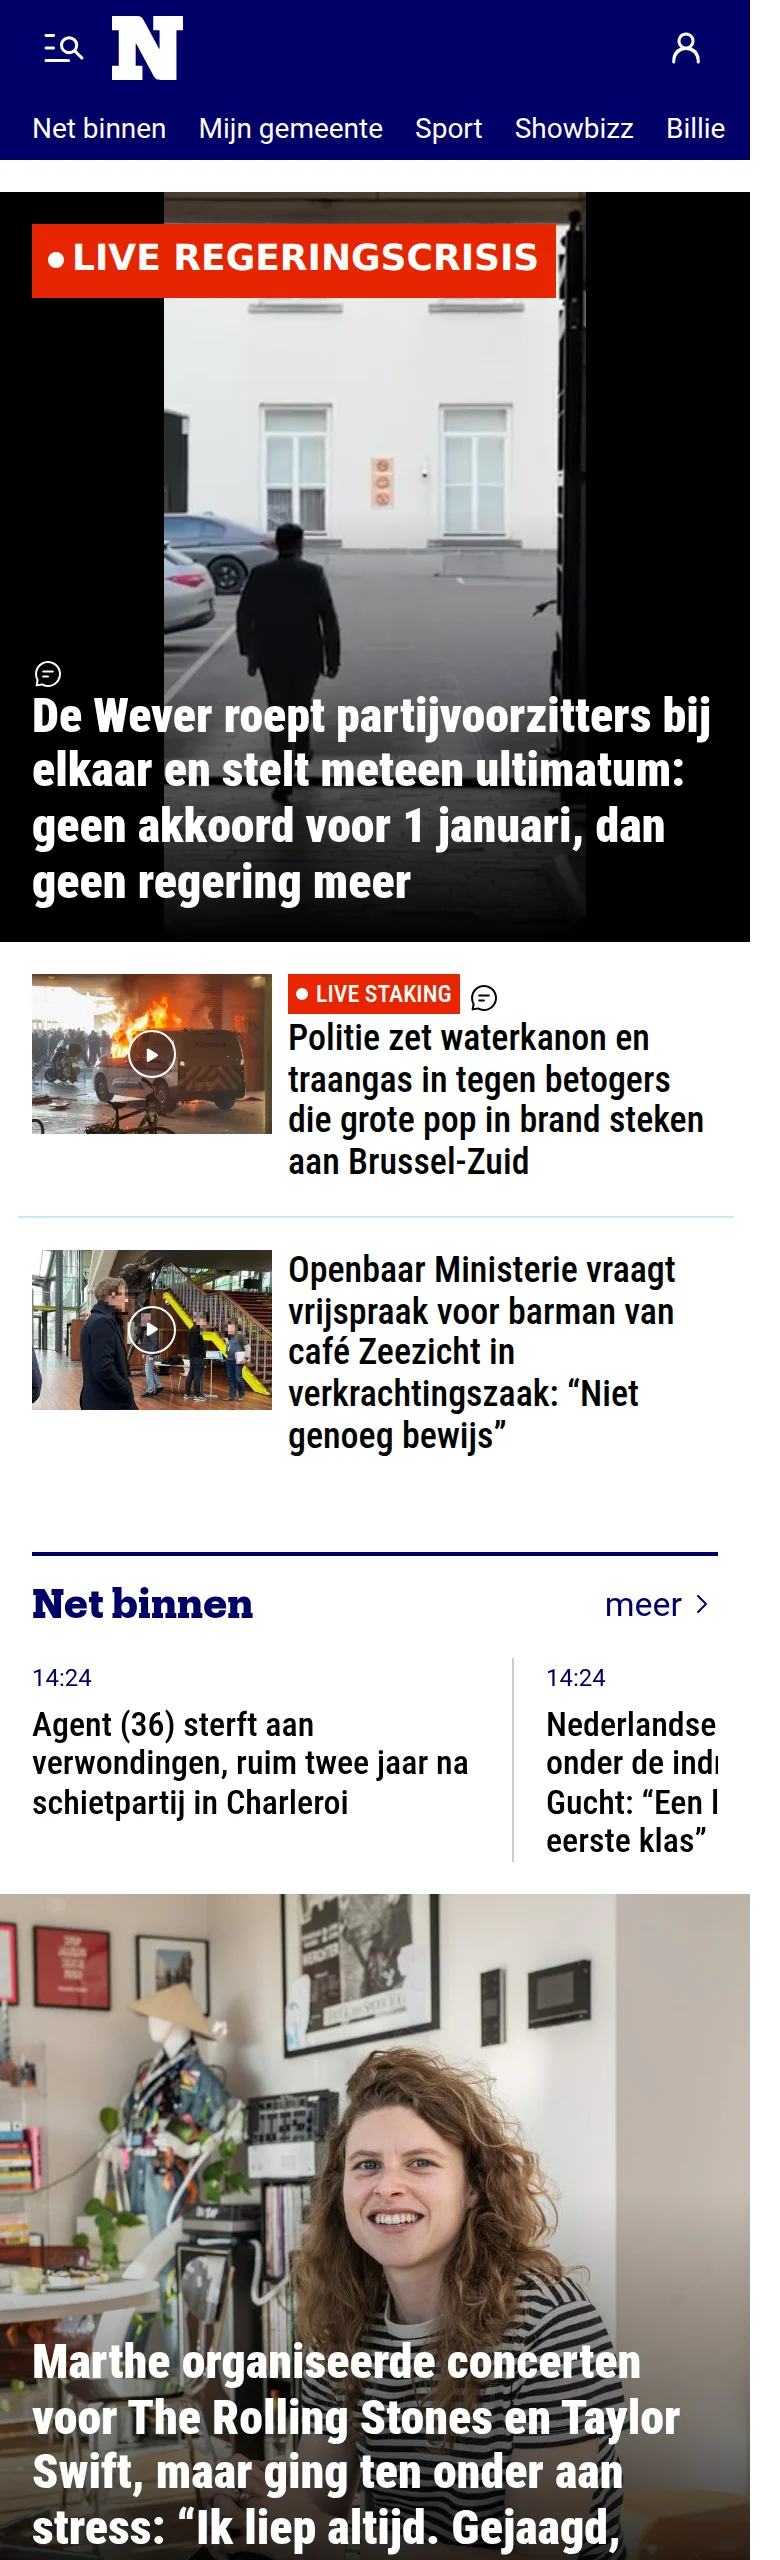 N
Net binnen Mijn gemeente Sport Showbizz Billie
LIVE REGERINGSCRISIS
De Wever roept partijvoorzitters bij
elkaar en stelt meteen ultimatum:
geen akkoord voor 1 januari, dan
geen regering meer
LIVE STAKING
Politie zet waterkanon en
traangas in tegen betogers
die grote pop in brand steken
aan Brussel-Zuid
Openbaar Ministerie vraagt
vrijspraak voor barman van
café Zeezicht in
verkrachtingszaak: “Niet
genoeg bewijs”
Net binnen
meer
14:24
Agent (36) sterft aan
verwondingen, ruim twee jaar na
schietpartij in Charleroi
14:24
Nederlandse
onder de
Gucht: “Een
eerste klas”
Marthe organiseerde concerten
voor The Rolling Stones en Taylor
Swift, maar ging ten onder aan
stress: “Ik liep altijd. Gejaagd,